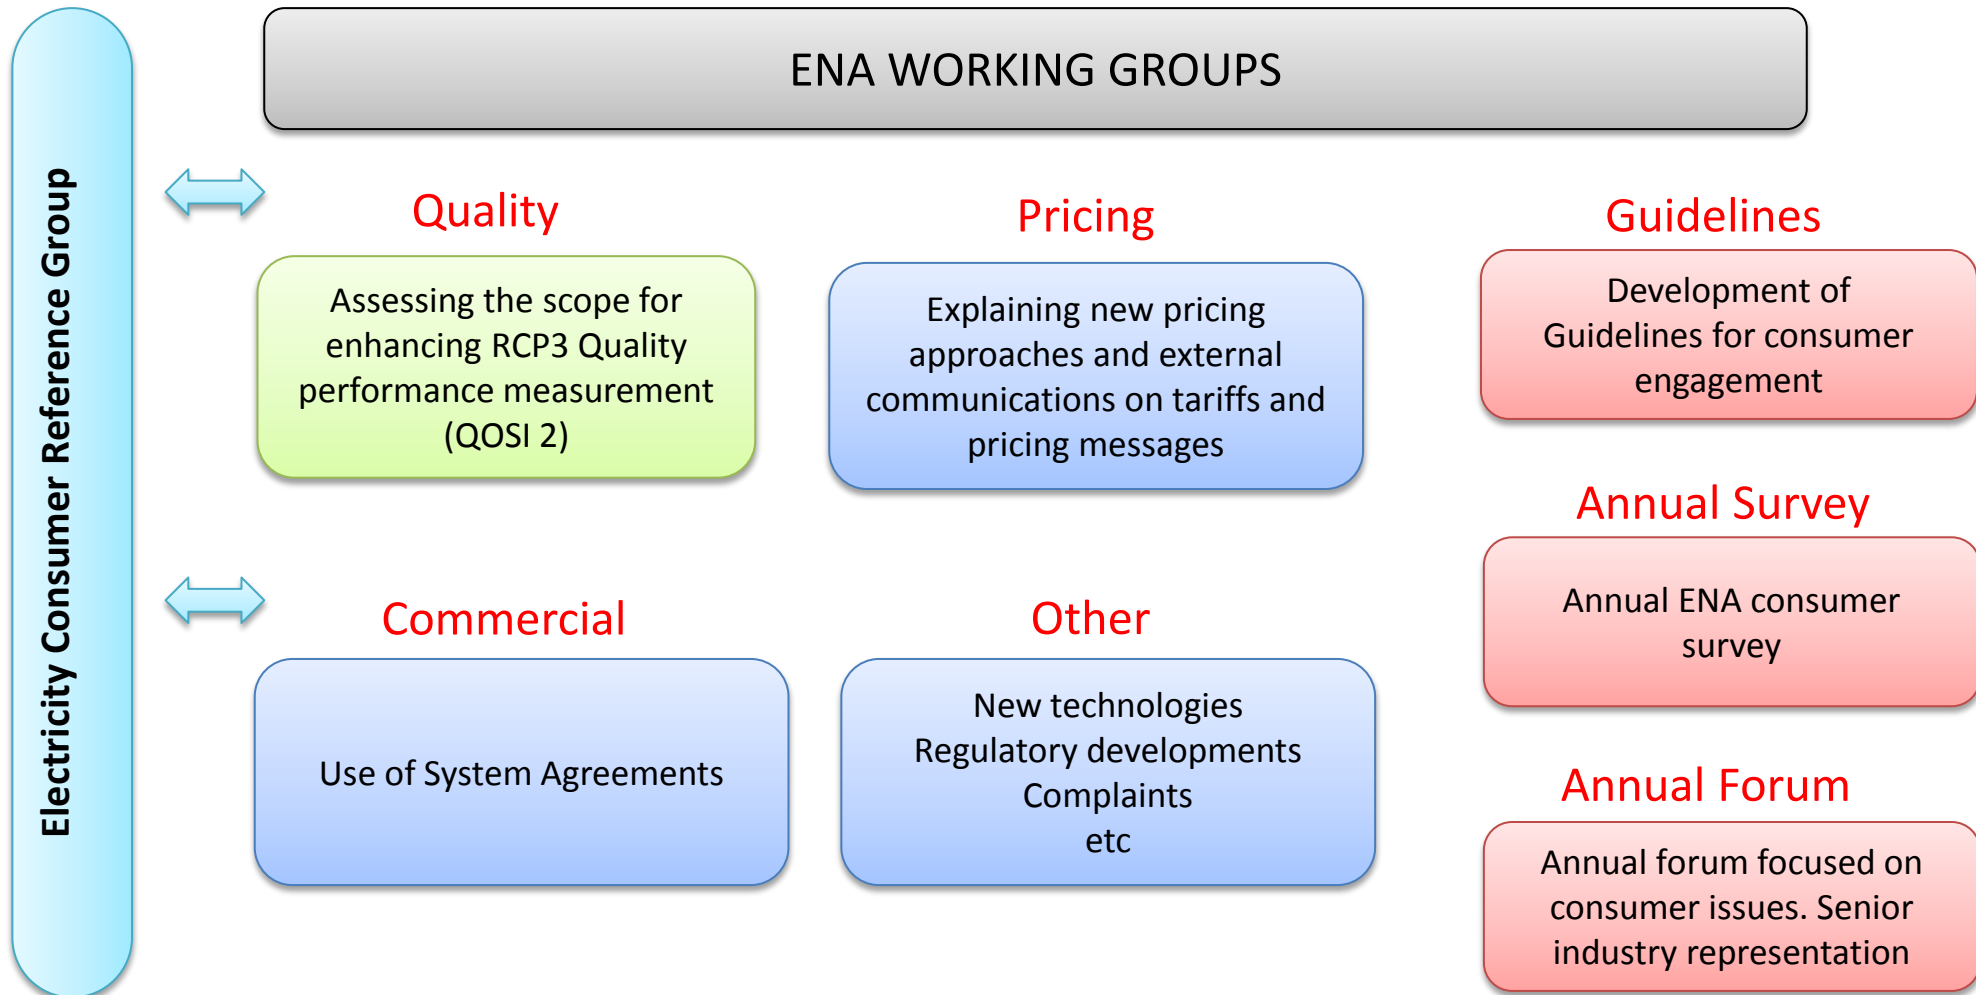 Electricity Consumer Reference Group
ENA WORKING GROUPS
Quality
Assessing the scope for
enhancing RCP3 Quality
performance measurement
(QOSI 2)
Pricing
Explaining new pricing
approaches and external
communications on tariffs and
pricing messages
Guidelines
Development of
Guidelines for consumer
engagement
Commercial
Use of System Agreements
Other
New technologies
Regulatory developments
Complaints
etc
Annual Survey
Annual ENA consumer
survey
Annual Forum
Annual forum focused on
consumer issues. Senior
industry representation